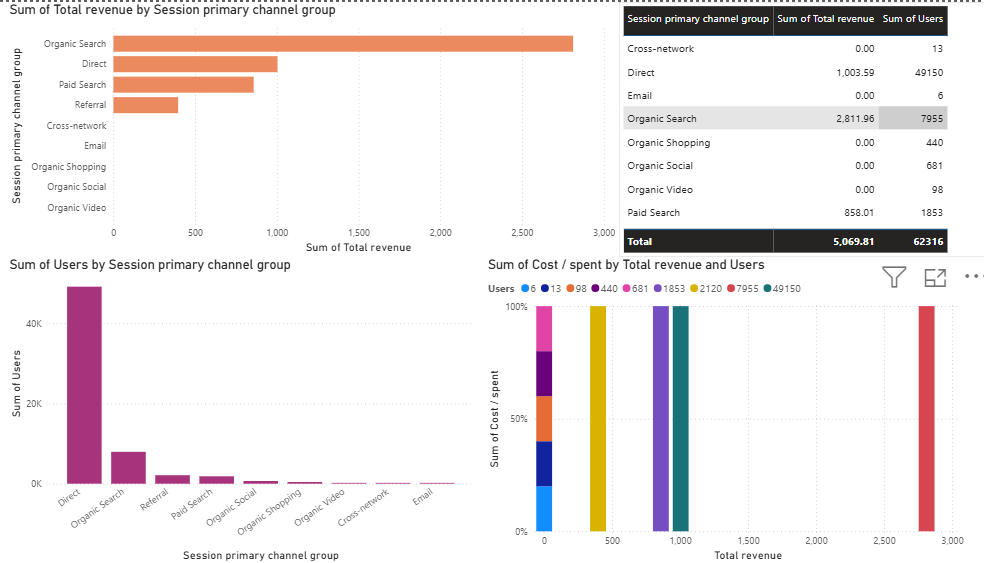 Sum of Total revenue by Session primary channel group
Session primary channel group
Organic Search
Direct
Paid Search
Referral
Cross-network
Email
Organic Shopping
Organic Social
Organic Video
0 500 1,000 1,500 2,000 2,500 3,000
Sum of Total revenue
Session primary channel group Sum of Total revenue Sum of Users
Cross-network 0.00 13
Direct 1,003.59 49150
Email 0.00 6
Organic Search 2,811.96 7955
Organic Shopping 0.00 440
Organic Social 0.00 681
Organic Video 0.00 98
Paid Search 858.01 1853
Total 5,069.81 62316
Sum of Users by Session primary channel group
Sum of Users
40K
20K
0K
Direct Organic Search Referral Paid Search Organic Social Organic Shopping Organic Video Cross-network Email
Session primary channel group
Sum of Cost / spent by Total revenue and Users
Users 6 13 98 440 681 1853 2120 7955 49150
Sum of Cost / spent
100%
50%
0%
0 500 1,000 1,500 2,000 2,500 3,000
Total revenue